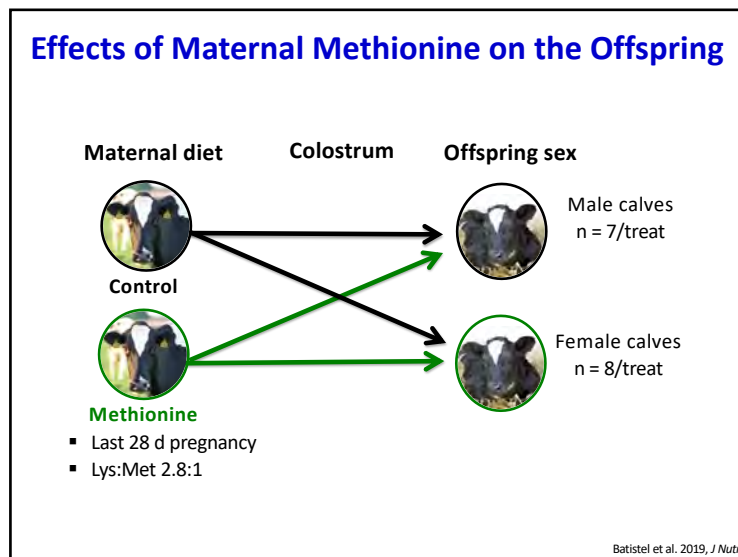 Effects of Maternal Methionine on the Offspring
Maternal diet
Colostrum
Offspring sex
Control
Male calves
n = 7/treat
Methionine
Female calves
n = 8/treat
▪ Last 28 d pregnancy
▪ Lys:Met 2.8:1
Batistel et al. 2019, J Nutr